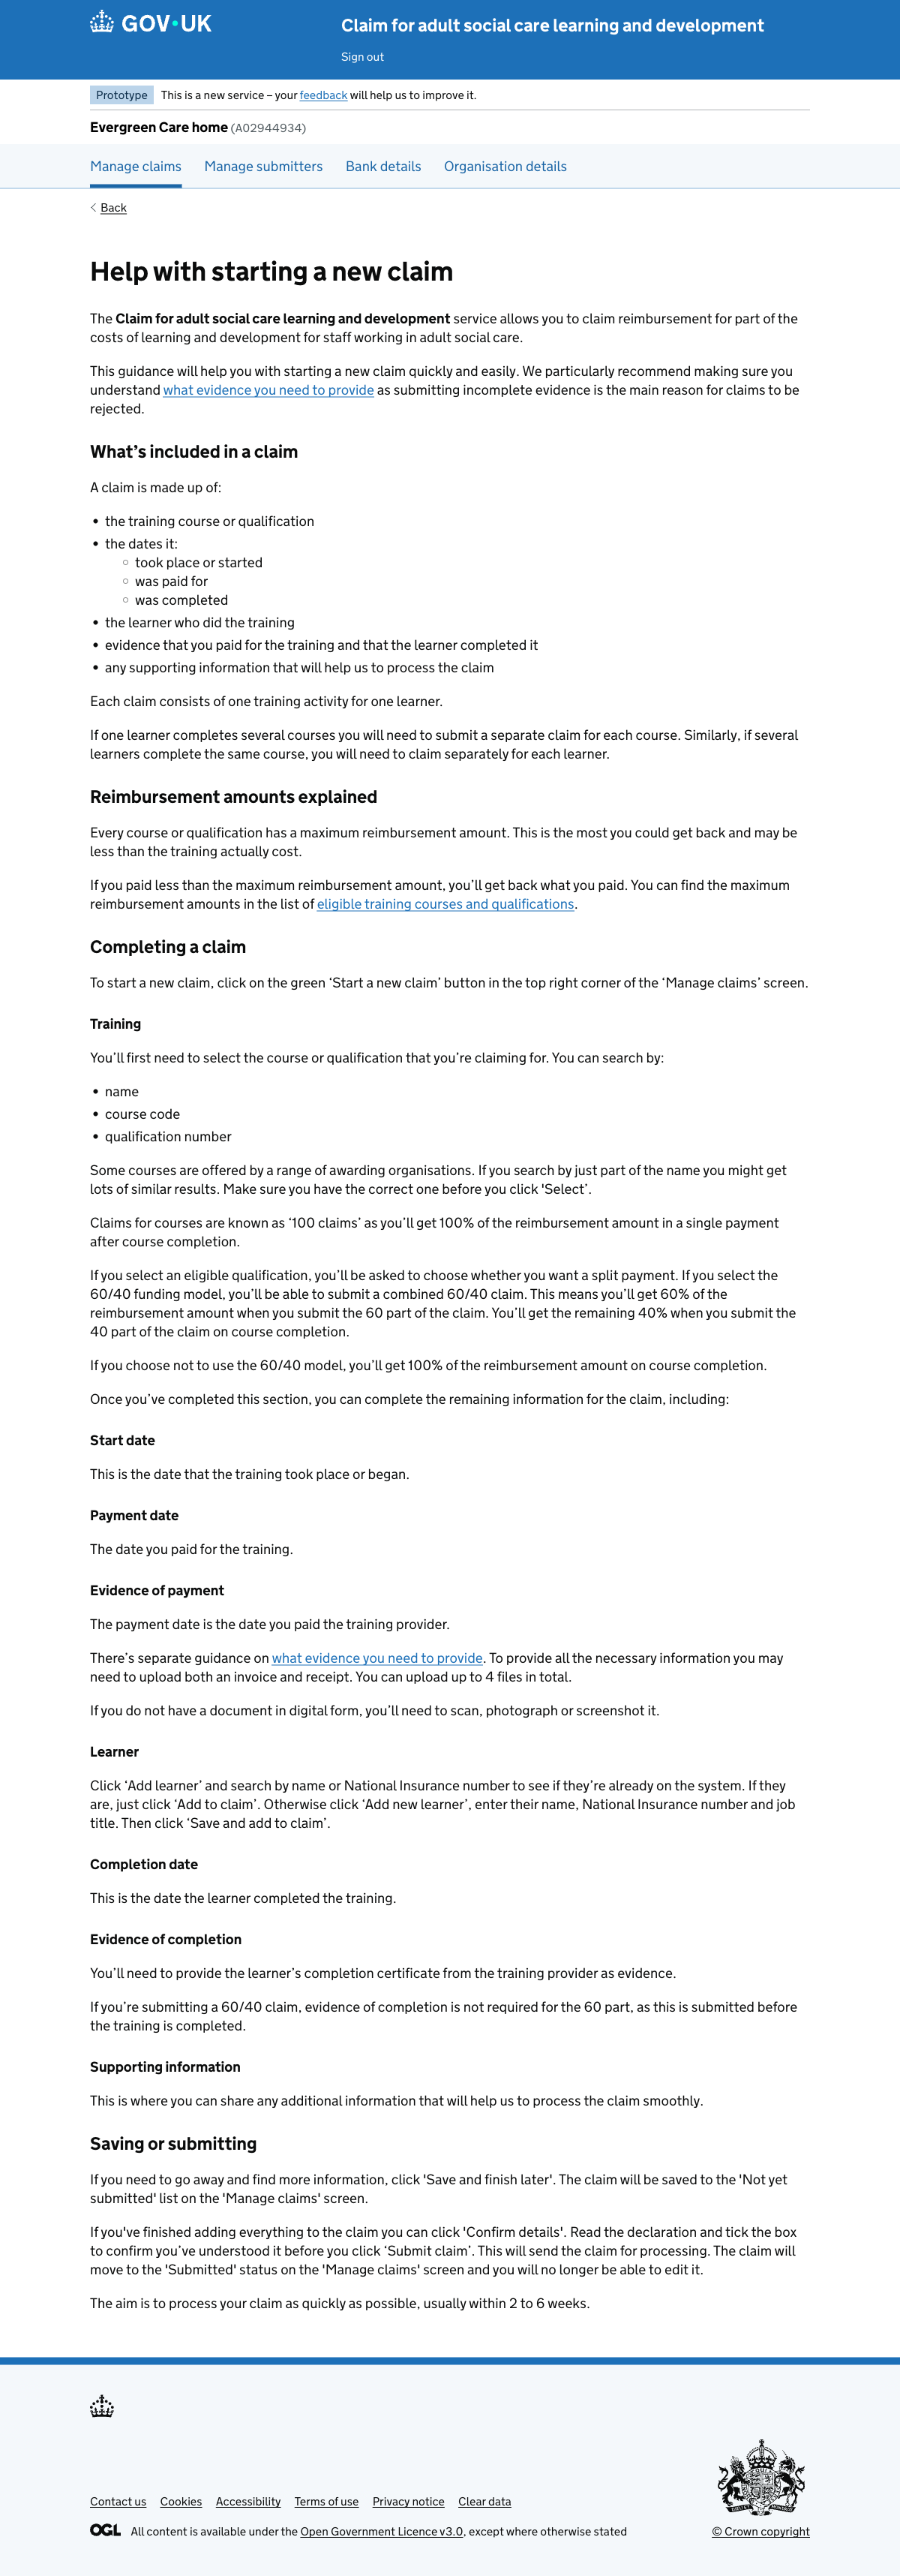 GOV·UK
Claim for adult social care learning and development
Sign out
Prototype
This is a new service – your feedback will help us to improve it.
Evergreen Care home (A02944934)
Manage claims
Manage submitters
Bank details
Organisation details
Back
Help with starting a new claim
The Claim for adult social care learning and development service allows you to claim reimbursement for part of the
costs of learning and development for staff working in adult social care.
This guidance will help you with starting a new claim quickly and easily. We particularly recommend making sure you
understand what evidence you need to provide as submitting incomplete evidence is the main reason for claims to be
rejected.
What’s included in a claim
A claim is made up of:
• the training course or qualification
• the dates it:
○ took place or started
○ was paid for
○ was completed
• the learner who did the training
• evidence that you paid for the training and that the learner completed it
• any supporting information that will help us to process the claim
Each claim consists of one training activity for one learner.
If one learner completes several courses you will need to submit a separate claim for each course. Similarly, if several
learners complete the same course, you will need to claim separately for each learner.
Reimbursement amounts explained
Every course or qualification has a maximum reimbursement amount. This is the most you could get back and may be
less than the training actually cost.
If you paid less than the maximum reimbursement amount, you’ll get back what you paid. You can find the maximum
reimbursement amounts in the list of eligible training courses and qualifications.
Completing a claim
To start a new claim, click on the green ‘Start a new claim’ button in the top right corner of the ‘Manage claims’ screen.
Training
You’ll first need to select the course or qualification that you’re claiming for. You can search by:
• name
• course code
• qualification number
Some courses are offered by a range of awarding organisations. If you search by just part of the name you might get
lots of similar results. Make sure you have the correct one before you click 'Select’.
Claims for courses are known as ‘100 claims’ as you’ll get 100% of the reimbursement amount in a single payment
after course completion.
If you select an eligible qualification, you’ll be asked to choose whether you want a split payment. If you select the
60/40 funding model, you’ll be able to submit a combined 60/40 claim. This means you’ll get 60% of the
reimbursement amount when you submit the 60 part of the claim. You’ll get the remaining 40% when you submit the
40 part of the claim on course completion.
If you choose not to use the 60/40 model, you’ll get 100% of the reimbursement amount on course completion.
Once you’ve completed this section, you can complete the remaining information for the claim, including:
Start date
This is the date that the training took place or began.
Payment date
The date you paid for the training.
Evidence of payment
The payment date is the date you paid the training provider.
There’s separate guidance on what evidence you need to provide. To provide all the necessary information you may
need to upload both an invoice and receipt. You can upload up to 4 files in total.
If you do not have a document in digital form, you’ll need to scan, photograph or screenshot it.
Learner
Click ‘Add learner’ and search by name or National Insurance number to see if they’re already on the system. If they
are, just click ‘Add to claim’. Otherwise click ‘Add new learner’, enter their name, National Insurance number and job
title. Then click ‘Save and add to claim’.
Completion date
This is the date the learner completed the training.
Evidence of completion
You’ll need to provide the learner’s completion certificate from the training provider as evidence.
If you’re submitting a 60/40 claim, evidence of completion is not required for the 60 part, as this is submitted before
the training is completed.
Supporting information
This is where you can share any additional information that will help us to process the claim smoothly.
Saving or submitting
If you need to go away and find more information, click 'Save and finish later'. The claim will be saved to the 'Not yet
submitted' list on the 'Manage claims' screen.
If you've finished adding everything to the claim you can click 'Confirm details'. Read the declaration and tick the box
to confirm you’ve understood it before you click ‘Submit claim’. This will send the claim for processing. The claim will
move to the 'Submitted' status on the 'Manage claims' screen and you will no longer be able to edit it.
The aim is to process your claim as quickly as possible, usually within 2 to 6 weeks.
Contact us
Cookies
Accessibility
Terms of use
Privacy notice
Clear data
OGL
All content is available under the Open Government Licence v3.0, except where otherwise stated
© Crown copyright